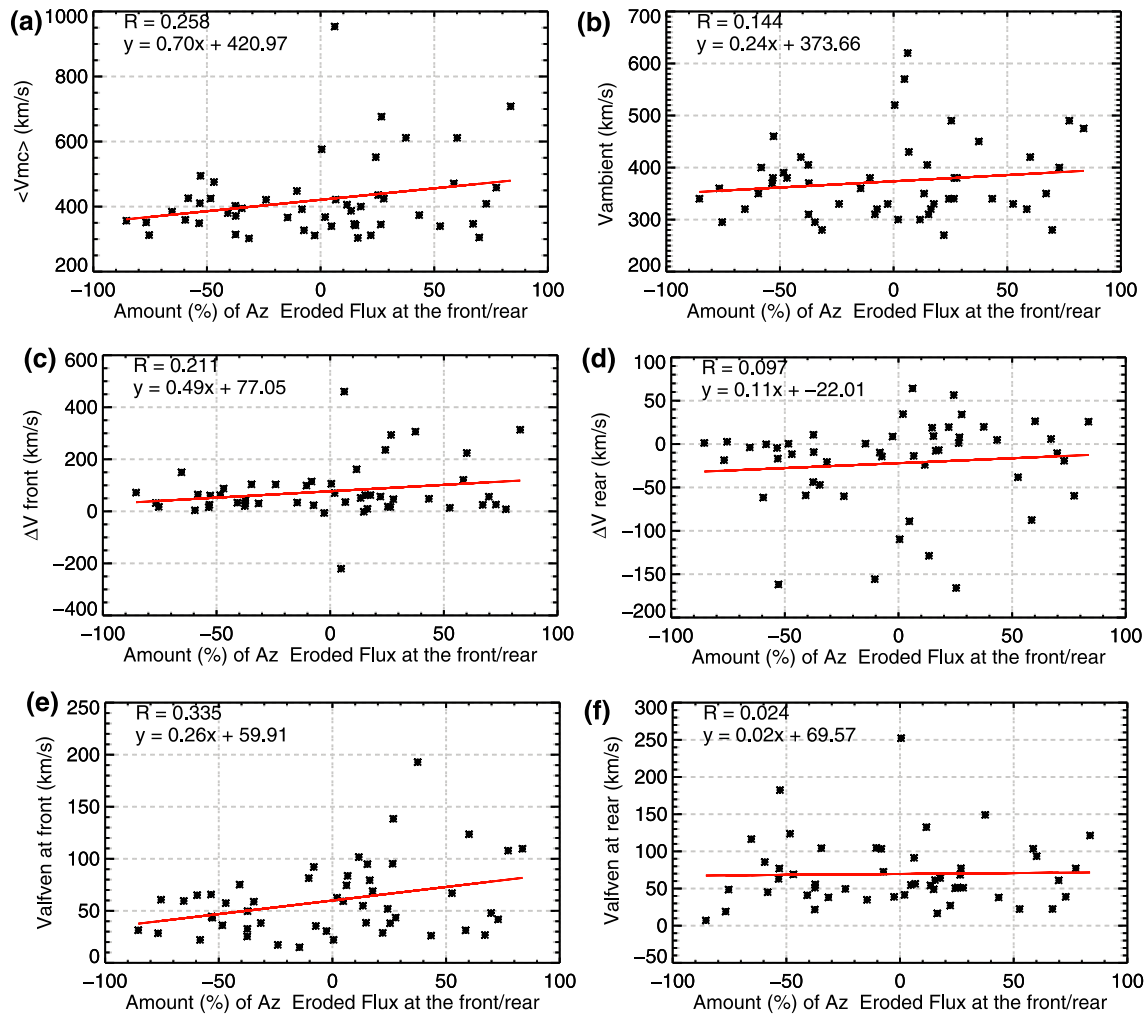 (a)
R = 0.258
y = 0.70x + 420.97
1000
800
600
400
200
<Vmc> (km/s)
−100 −50 0 50 100
Amount (%) of Az Eroded Flux at the front/rear
(b)
R = 0.144
y = 0.24x + 373.66
700
600
500
400
300
200
Vambient (km/s)
−100 −50 0 50 100
Amount (%) of Az Eroded Flux at the front/rear
(c)
R = 0.211
y = 0.49x + 77.05
600
400
200
0
−200
−400
ΔV front (km/s)
−100 −50 0 50 100
Amount (%) of Az Eroded Flux at the front/rear
(d)
R = 0.097
y = 0.11x + −22.01
100
50
0
−50
−100
−150
−200
ΔV rear (km/s)
−100 −50 0 50 100
Amount (%) of Az Eroded Flux at the front/rear
(e)
R = 0.335
y = 0.26x + 59.91
250
200
150
100
50
0
Valfven at front (km/s)
−100 −50 0 50 100
Amount (%) of Az Eroded Flux at the front/rear
(f)
R = 0.024
y = 0.02x + 69.57
300
250
200
150
100
50
0
−50
Valfven at rear (km/s)
−100 −50 0 50 100
Amount (%) of Az Eroded Flux at the front/rear